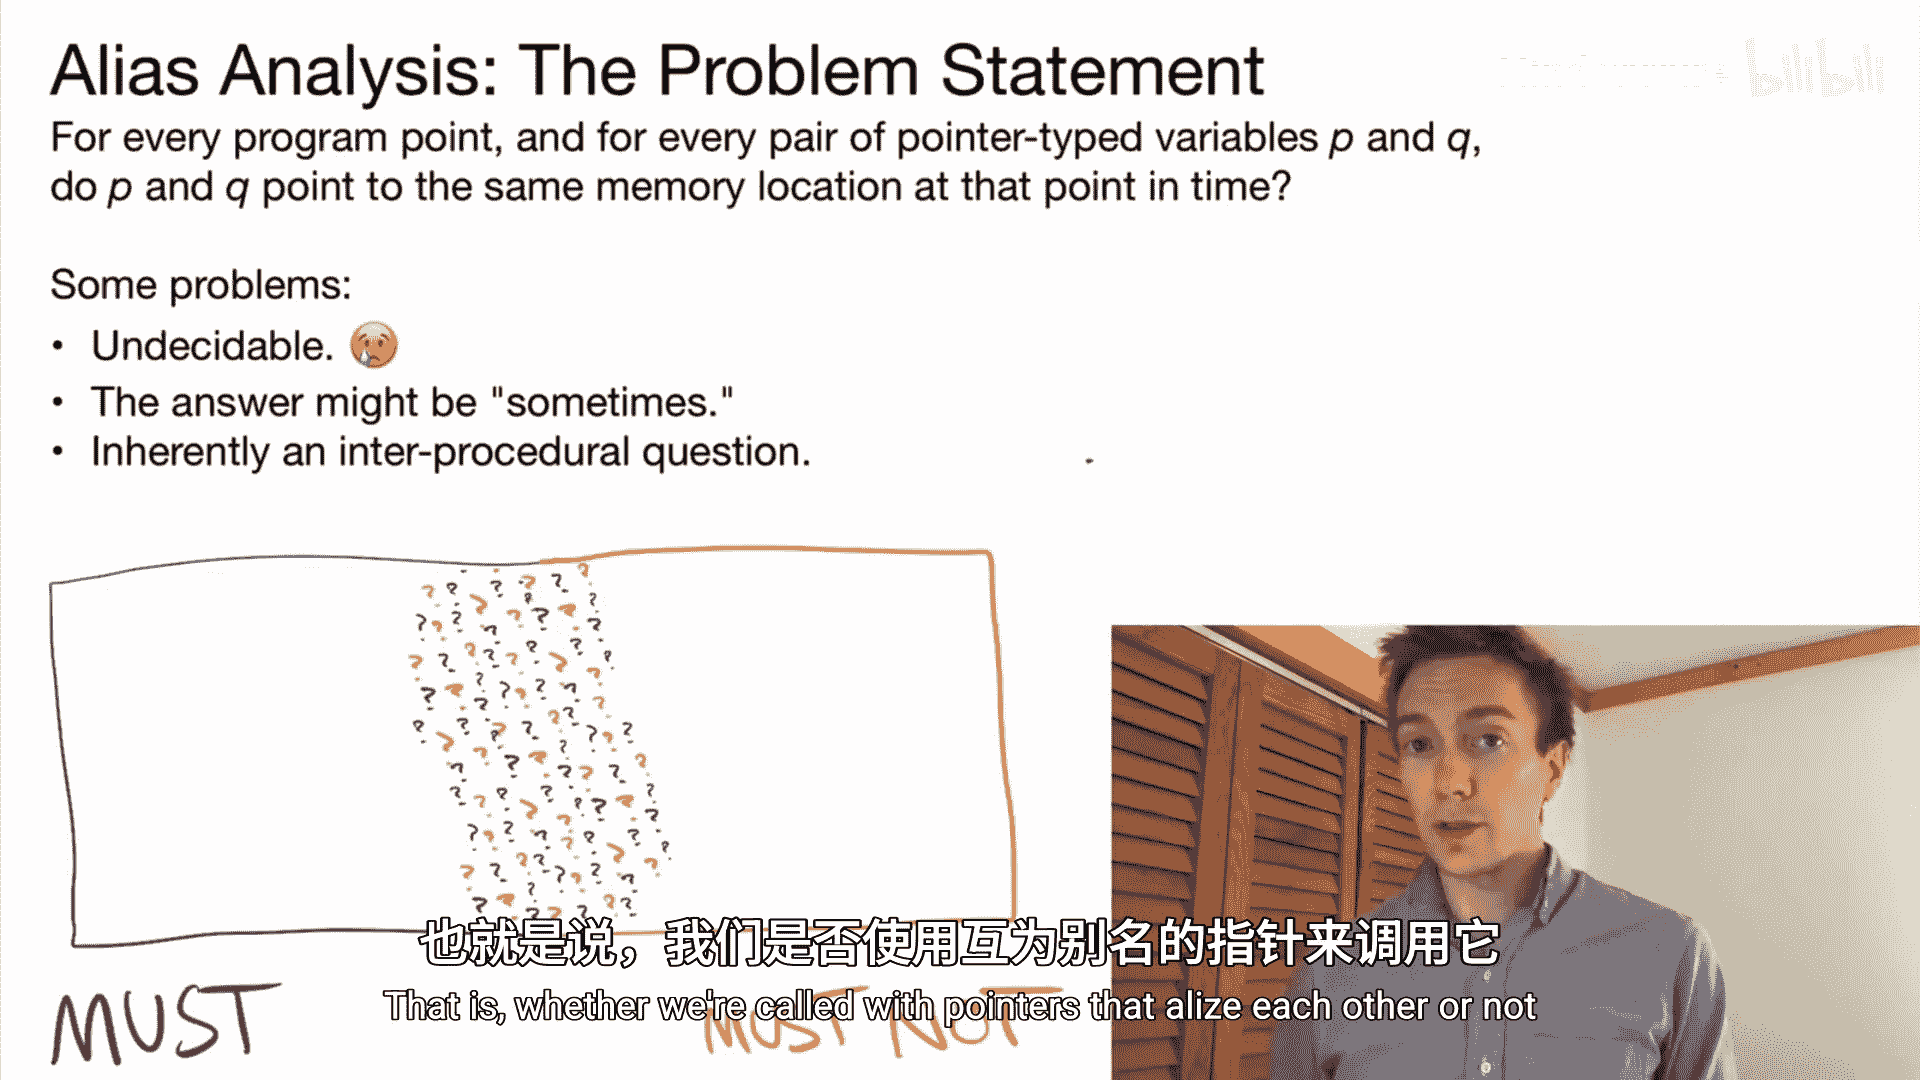 Alias Analysis: The Problem Statement
bilibili
For every program point, and for every pair of pointer-typed variables p and q,
do p and q point to the same memory location at that point in time?
Some problems:
• Undecidable. 😢
• The answer might be "sometimes."
• Inherently an inter-procedural question.
也就是说，我们是否使用互为别名的指针来调用它
That is, whether we're called with pointers that alize each other or not
MUST
MUST NOT